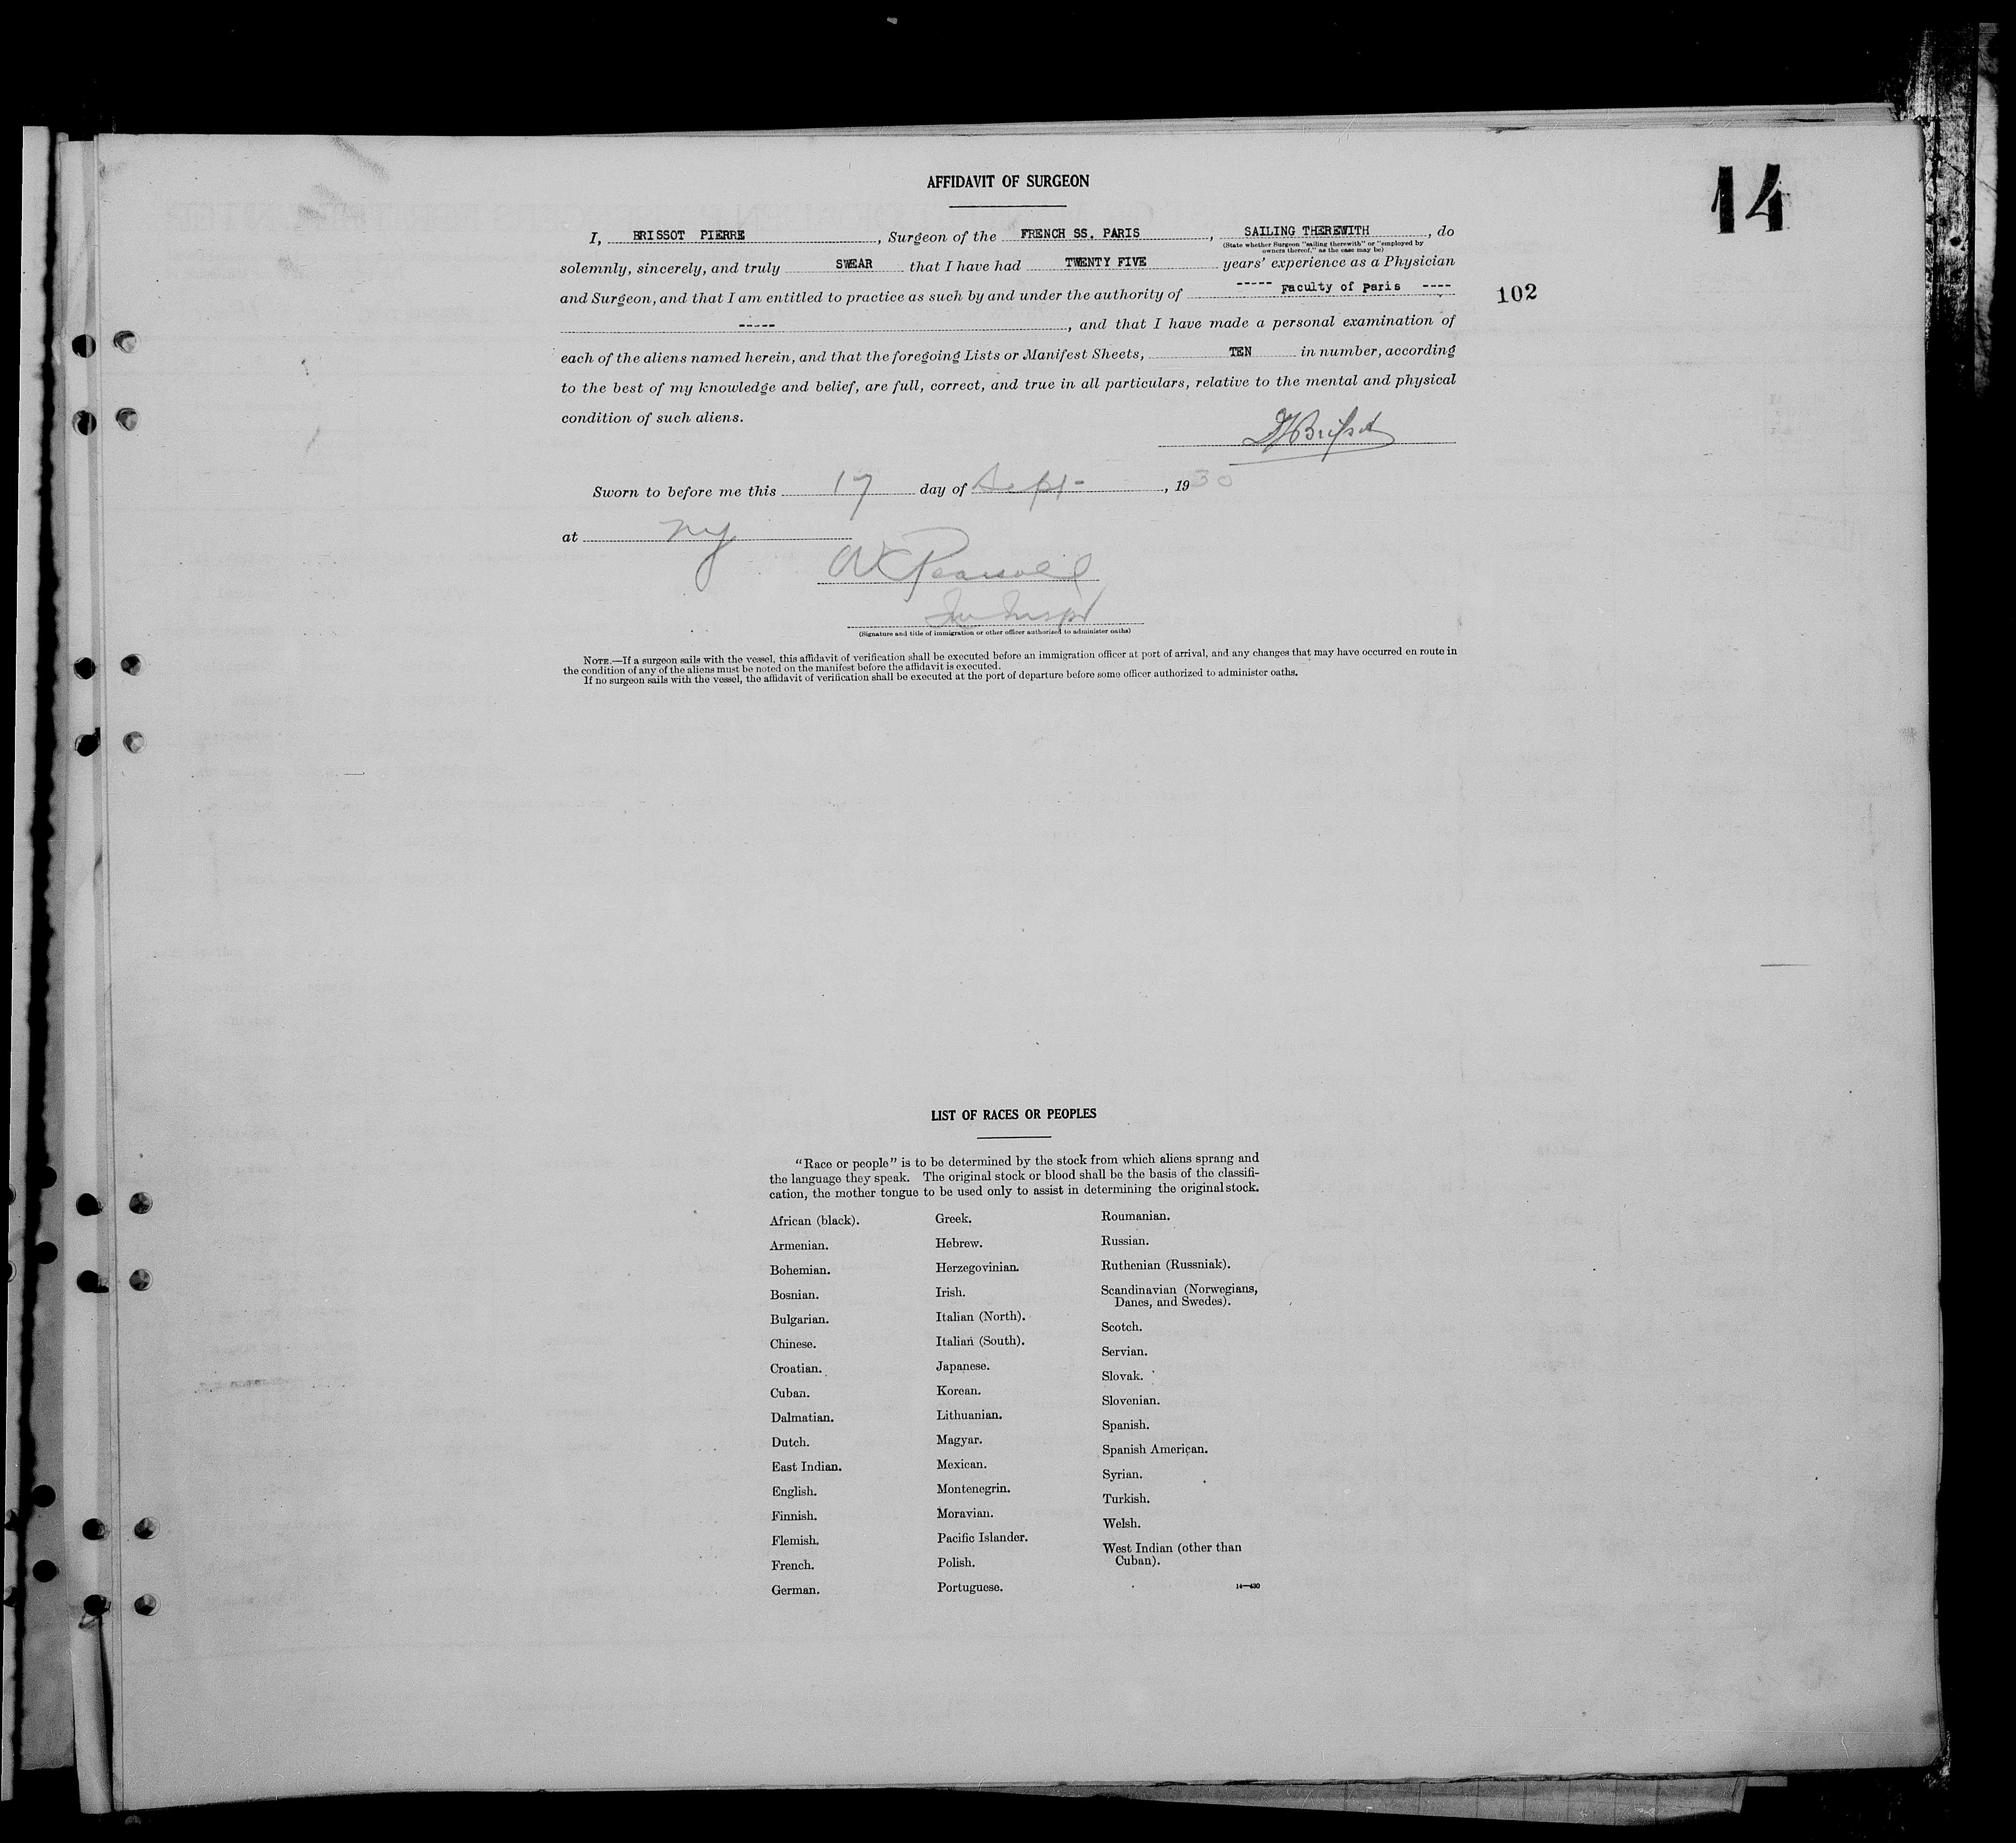 14
AFFIDAVIT OF SURGEON
I, BRISSOT PIERRE, Surgeon of the FRENCH SS. PARIS, SAILING THEREWITH, do
(State whether Surgeon "sailing therewith" or "employed by
owners thereof," as the case may be)
solemnly, sincerely, and truly SWEAR that I have had TWENTY FIVE years' experience as a Physician
and Surgeon, and that I am entitled to practice as such by and under the authority of ----- Faculty of Paris ----
102
-----, and that I have made a personal examination of
each of the aliens named herein, and that the foregoing Lists or Manifest Sheets, TEN in number, according
to the best of my knowledge and belief, are full, correct, and true in all particulars, relative to the mental and physical
condition of such aliens.
Sworn to before me this 17 day of Sept-, 1930
at NY
(Signature and title of immigration or other officer authorized to administer oaths)
NOTE.—If a surgeon sails with the vessel, this affidavit of verification shall be executed before an immigration officer at port of arrival, and any changes that may have occurred en route in
the condition of any of the aliens must be noted on the manifest before the affidavit is executed.
If no surgeon sails with the vessel, the affidavit of verification shall be executed at the port of departure before some officer authorized to administer oaths.
LIST OF RACES OR PEOPLES
"Race or people" is to be determined by the stock from which aliens sprang and
the language they speak. The original stock or blood shall be the basis of the classifi-
cation, the mother tongue to be used only to assist in determining the original stock.
African (black).
Armenian.
Bohemian.
Bosnian.
Bulgarian.
Chinese.
Croatian.
Cuban.
Dalmatian.
Dutch.
East Indian.
English.
Finnish.
Flemish.
French.
German.
Greek.
Hebrew.
Herzegovinian.
Irish.
Italian (North).
Italian (South).
Japanese.
Korean.
Lithuanian.
Magyar.
Mexican.
Montenegrin.
Moravian.
Pacific Islander.
Polish.
Portuguese.
Roumanian.
Russian.
Ruthenian (Russniak).
Scandinavian (Norwegians,
Danes, and Swedes).
Scotch.
Servian.
Slovak.
Slovenian.
Spanish.
Spanish American.
Syrian.
Turkish.
Welsh.
West Indian (other than
Cuban).
14—430